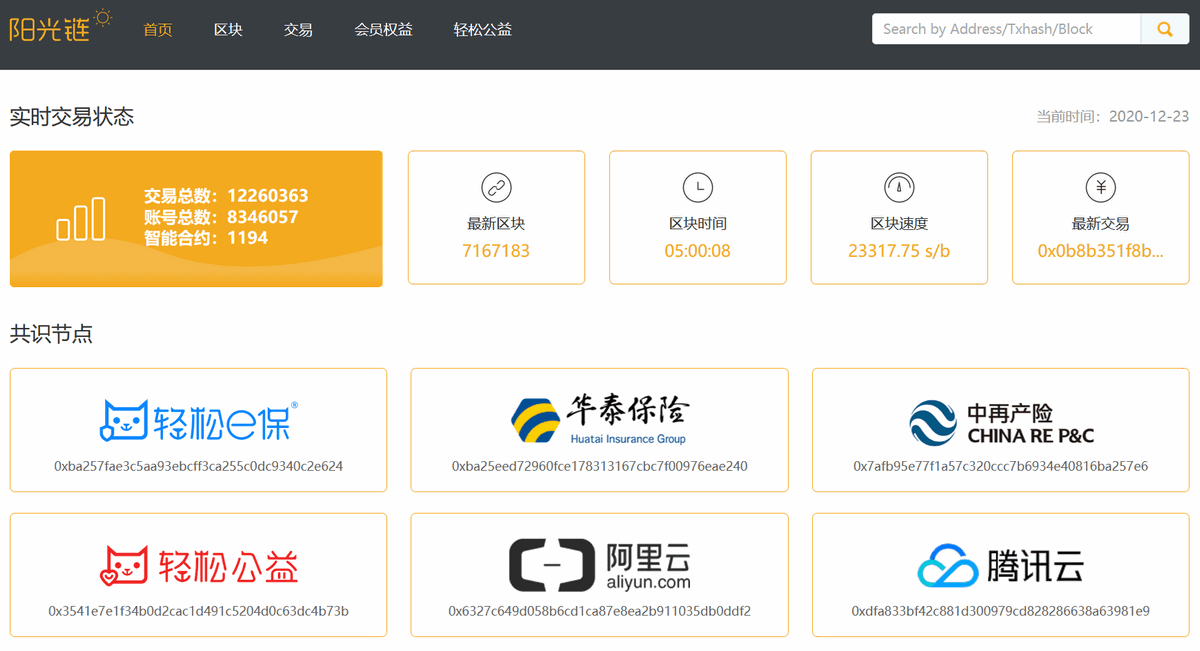 阳光链
首页 区块 交易 会员权益 轻松公益
Search by Address/Txhash/Block
实时交易状态
当前时间：2020-12-23
交易总数：12260363
账号总数：8346057
智能合约：1194
最新区块
7167183
区块时间
05:00:08
区块速度
23317.75 s/b
最新交易
0x0b8b351f8b...
共识节点
轻松e保®
0xba257fae3c5aa93ebcff3ca255c0dc9340c2e624
华泰保险
Huatai Insurance Group
0xba25eed72960fce178313167cbc7f00976eae240
中再产险
CHINA RE P&C
0x7afb95e77f1a57c320ccc7b6934e40816ba257e6
轻松公益
0x3541e7e1f34b0d2cac1d491c5204d0c63dc4b73b
阿里云
aliyun.com
0x6327c649d058b6cd1ca87e8ea2b911035db0ddf2
腾讯云
0xdfa833bf42c881d300979cd828286638a63981e9